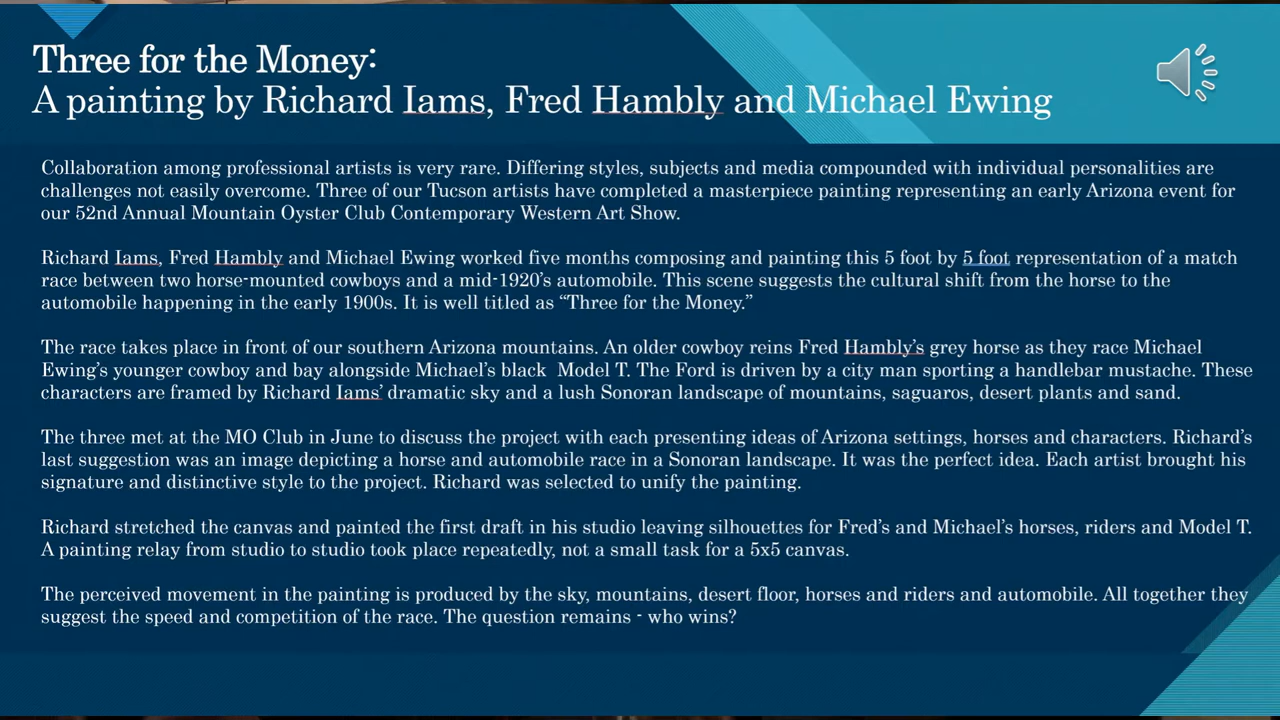 Three for the Money:
A painting by Richard Iams, Fred Hambly and Michael Ewing
Collaboration among professional artists is very rare. Differing styles, subjects and media compounded with individual personalities are
challenges not easily overcome. Three of our Tucson artists have completed a masterpiece painting representing an early Arizona event for
our 52nd Annual Mountain Oyster Club Contemporary Western Art Show.
Richard Iams, Fred Hambly and Michael Ewing worked five months composing and painting this 5 foot by 5 foot representation of a match
race between two horse-mounted cowboys and a mid-1920’s automobile. This scene suggests the cultural shift from the horse to the
automobile happening in the early 1900s. It is well titled as “Three for the Money.”
The race takes place in front of our southern Arizona mountains. An older cowboy reins Fred Hambly’s grey horse as they race Michael
Ewing’s younger cowboy and bay alongside Michael’s black  Model T. The Ford is driven by a city man sporting a handlebar mustache. These
characters are framed by Richard Iams’ dramatic sky and a lush Sonoran landscape of mountains, saguaros, desert plants and sand.
The three met at the MO Club in June to discuss the project with each presenting ideas of Arizona settings, horses and characters. Richard’s
last suggestion was an image depicting a horse and automobile race in a Sonoran landscape. It was the perfect idea. Each artist brought his
signature and distinctive style to the project. Richard was selected to unify the painting.
Richard stretched the canvas and painted the first draft in his studio leaving silhouettes for Fred’s and Michael’s horses, riders and Model T.
A painting relay from studio to studio took place repeatedly, not a small task for a 5x5 canvas.
The perceived movement in the painting is produced by the sky, mountains, desert floor, horses and riders and automobile. All together they
suggest the speed and competition of the race. The question remains - who wins?